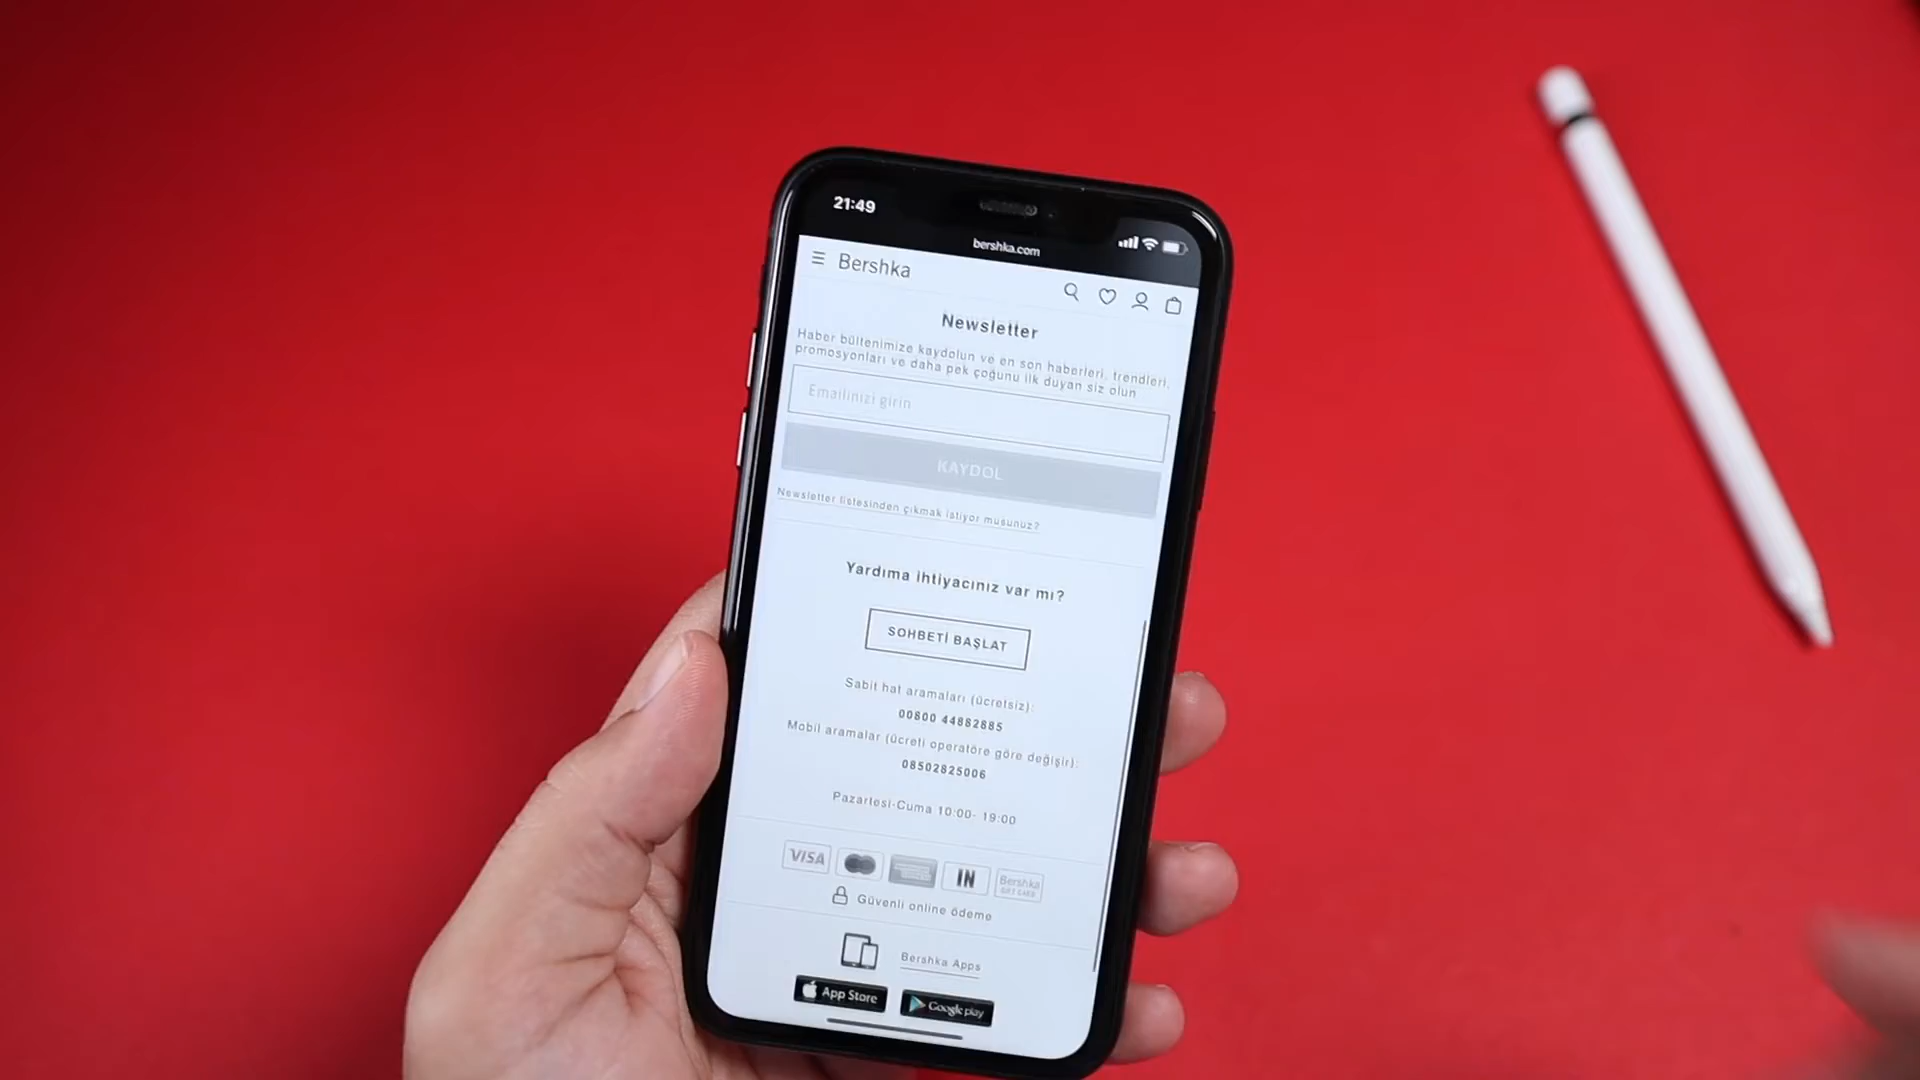 21:49
bershka.com
Bershka
Newsletter
Haber bültenimize kaydolun ve en son haberleri, trendleri,
promosyonları ve daha pek çoğunu ilk duyan siz olun
Emailinizi girin
KAYDOL
Newsletter listesinden çıkmak istiyor musunuz?
Yardıma ihtiyacınız var mı?
SOHBETİ BAŞLAT
Sabit hat aramaları (ücretsiz):
00800 44882885
Mobil aramalar (ücreti operatöre göre değişir):
08502825006
Pazartesi-Cuma 10:00- 19:00
VISA
IN
Bershka
GIFT CARD
Güvenli online ödeme
Bershka Apps
App Store
Google play